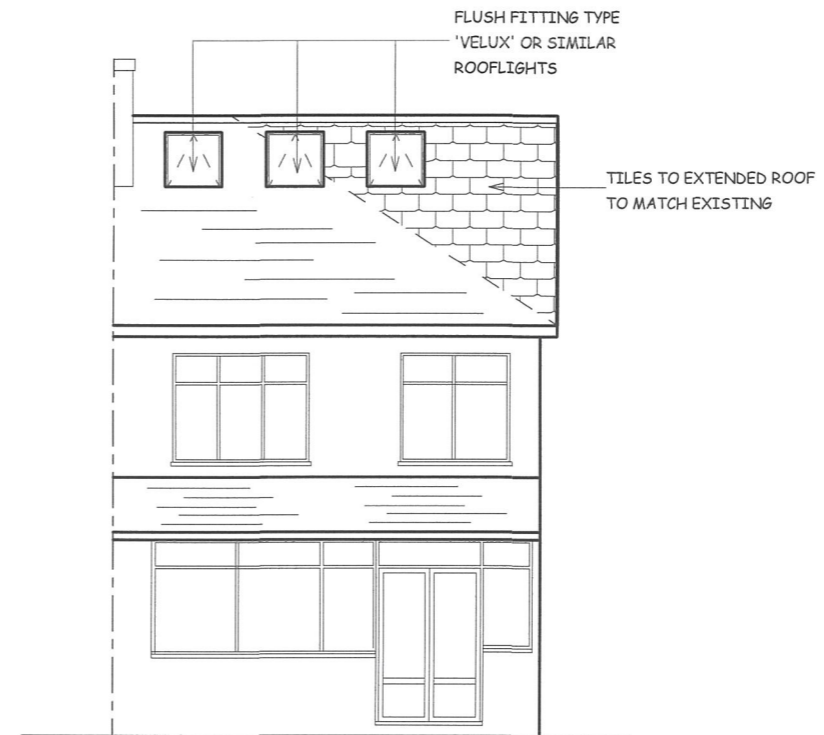 FLUSH FITTING TYPE
'VELUX' OR SIMILAR
ROOFLIGHTS
TILES TO EXTENDED ROOF
TO MATCH EXISTING